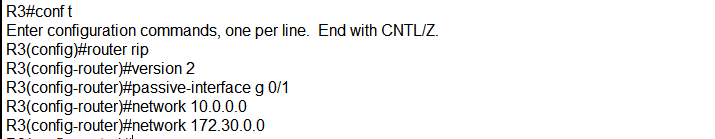 R3#conf t
Enter configuration commands, one per line.  End with CNTL/Z.
R3(config)#router rip
R3(config-router)#version 2
R3(config-router)#passive-interface g 0/1
R3(config-router)#network 10.0.0.0
R3(config-router)#network 172.30.0.0